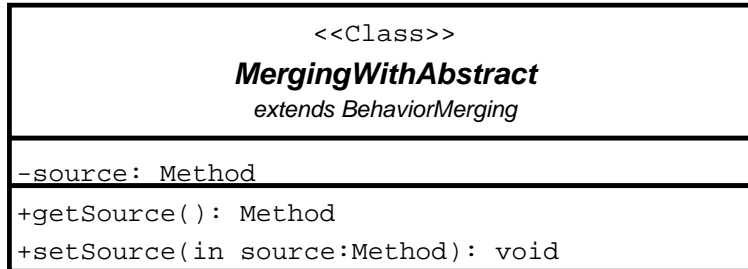 <<Class>>
MergingWithAbstract
extends BehaviorMerging
-source: Method
+getSource(): Method
+setSource(in source:Method): void